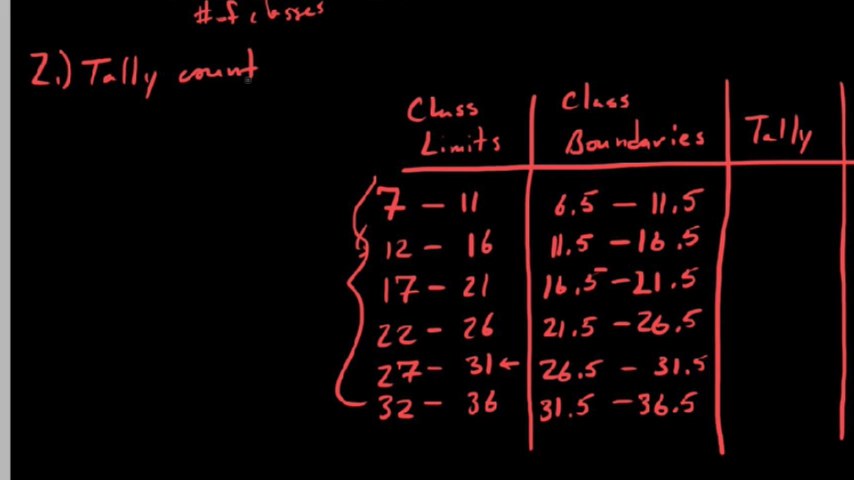 # of classes
2.) Tally count
Class Limits | Class Boundaries | Tally
7 – 11 | 6.5 – 11.5
12 – 16 | 11.5 – 16.5
17 – 21 | 16.5 – 21.5
22 – 26 | 21.5 – 26.5
27 – 31 ← | 26.5 – 31.5
32 – 36 | 31.5 – 36.5